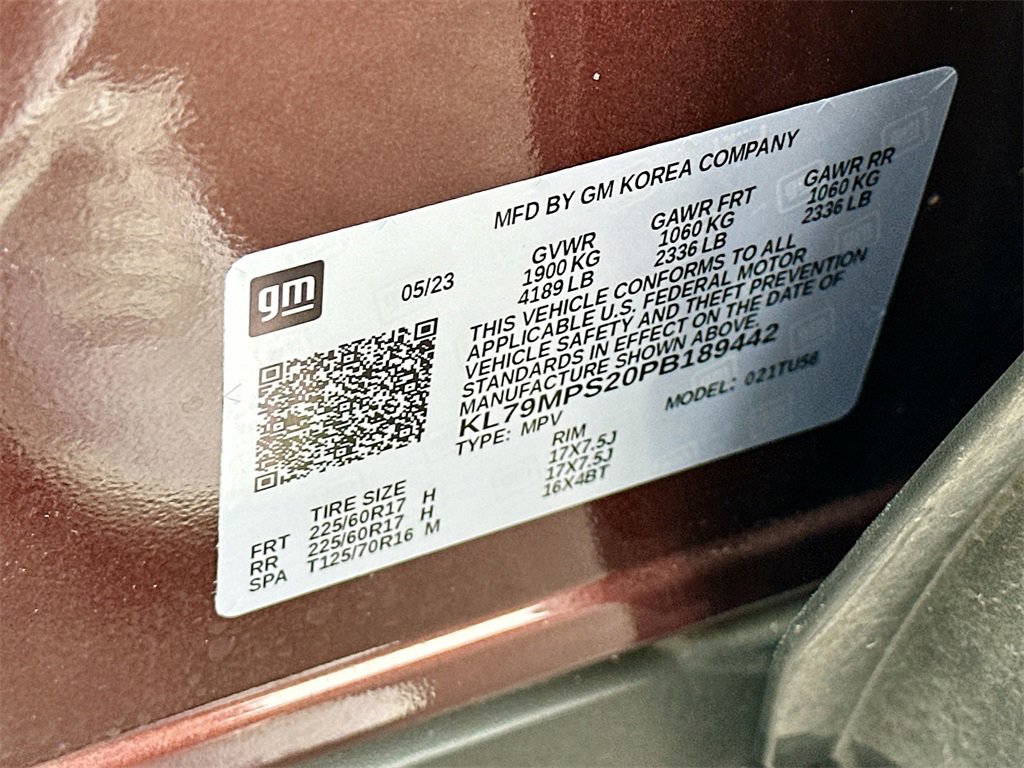 MFD BY GM KOREA COMPANY
gm
05/23
GVWR GAWR FRT GAWR RR
1900 KG 1060 KG 1060 KG
4189 LB 2336 LB 2336 LB
THIS VEHICLE CONFORMS TO ALL
APPLICABLE U.S. FEDERAL MOTOR
VEHICLE SAFETY AND THEFT PREVENTION
STANDARDS IN EFFECT ON THE DATE OF
MANUFACTURE SHOWN ABOVE.
KL79MPS20PB189442
TYPE: MPV MODEL: 021TU58
TIRE SIZE RIM
FRT 225/60R17 H 17X7.5J
RR 225/60R17 H 17X7.5J
SPA T125/70R16 M 16X4BT